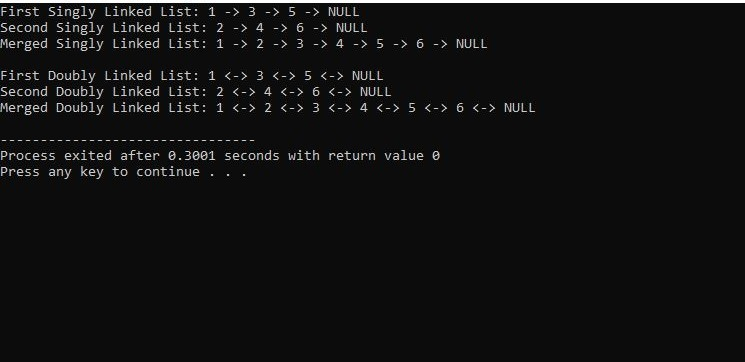 First Singly Linked List: 1 -> 3 -> 5 -> NULL
Second Singly Linked List: 2 -> 4 -> 6 -> NULL
Merged Singly Linked List: 1 -> 2 -> 3 -> 4 -> 5 -> 6 -> NULL
First Doubly Linked List: 1 <-> 3 <-> 5 <-> NULL
Second Doubly Linked List: 2 <-> 4 <-> 6 <-> NULL
Merged Doubly Linked List: 1 <-> 2 <-> 3 <-> 4 <-> 5 <-> 6 <-> NULL
--------------------------------
Process exited after 0.3001 seconds with return value 0
Press any key to continue . . .